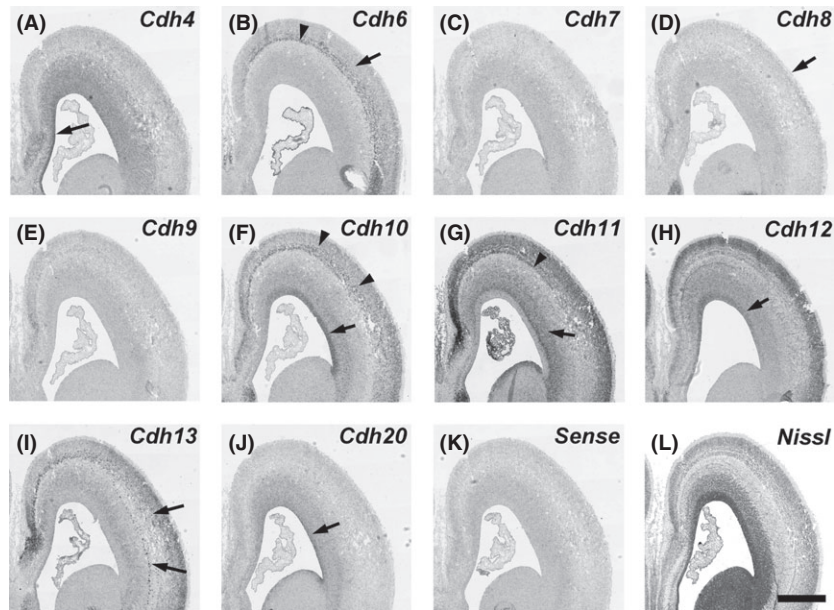 (A) Cdh4
(B) Cdh6
(C) Cdh7
(D) Cdh8
(E) Cdh9
(F) Cdh10
(G) Cdh11
(H) Cdh12
(I) Cdh13
(J) Cdh20
(K) Sense
(L) Nissl